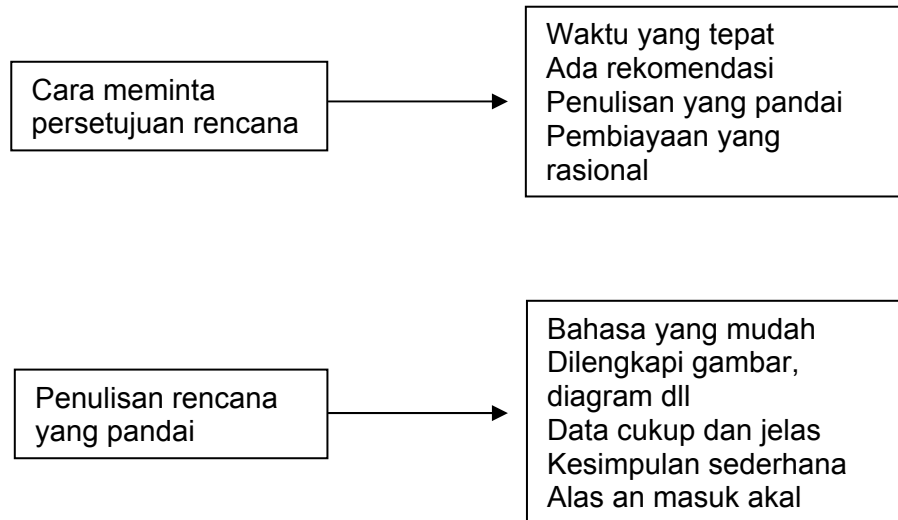 Cara meminta
persetujuan rencana
Waktu yang tepat
Ada rekomendasi
Penulisan yang pandai
Pembiayaan yang
rasional
Penulisan rencana
yang pandai
Bahasa yang mudah
Dilengkapi gambar,
diagram dll
Data cukup dan jelas
Kesimpulan sederhana
Alas an masuk akal